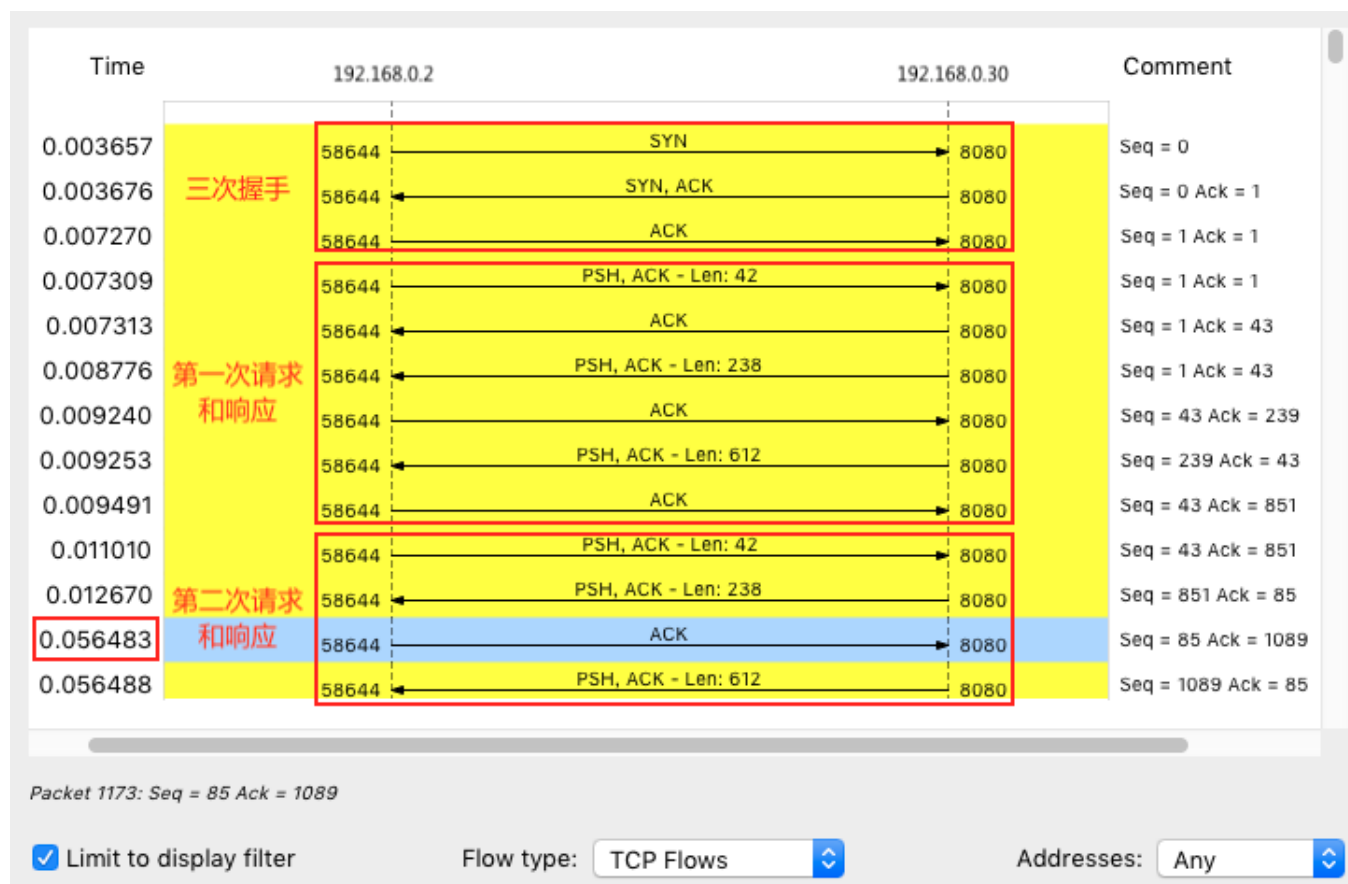 Time 192.168.0.2 192.168.0.30 Comment
0.003657 58644 SYN 8080 Seq = 0
0.003676 三次握手 58644 SYN, ACK 8080 Seq = 0 Ack = 1
0.007270 58644 ACK 8080 Seq = 1 Ack = 1
0.007309 58644 PSH, ACK - Len: 42 8080 Seq = 1 Ack = 1
0.007313 58644 ACK 8080 Seq = 1 Ack = 43
0.008776 第一次请求 58644 PSH, ACK - Len: 238 8080 Seq = 1 Ack = 43
0.009240 和响应 58644 ACK 8080 Seq = 43 Ack = 239
0.009253 58644 PSH, ACK - Len: 612 8080 Seq = 239 Ack = 43
0.009491 58644 ACK 8080 Seq = 43 Ack = 851
0.011010 58644 PSH, ACK - Len: 42 8080 Seq = 43 Ack = 851
0.012670 第二次请求 58644 PSH, ACK - Len: 238 8080 Seq = 851 Ack = 85
0.056483 和响应 58644 ACK 8080 Seq = 85 Ack = 1089
0.056488 58644 PSH, ACK - Len: 612 8080 Seq = 1089 Ack = 85
Packet 1173: Seq = 85 Ack = 1089
Limit to display filter Flow type: TCP Flows Addresses: Any